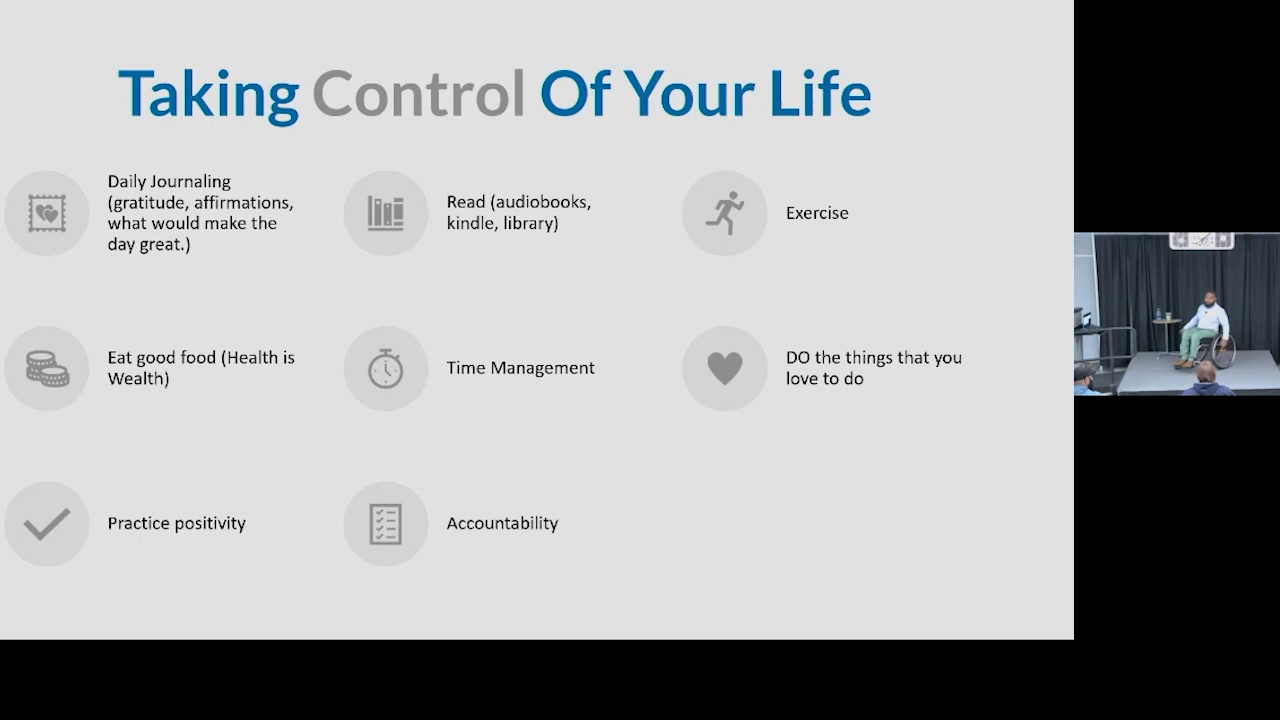 Taking Control Of Your Life
Daily Journaling
(gratitude, affirmations,
what would make the
day great.)
Read (audiobooks,
kindle, library)
Exercise
Eat good food (Health is
Wealth)
Time Management
DO the things that you
love to do
Practice positivity
Accountability